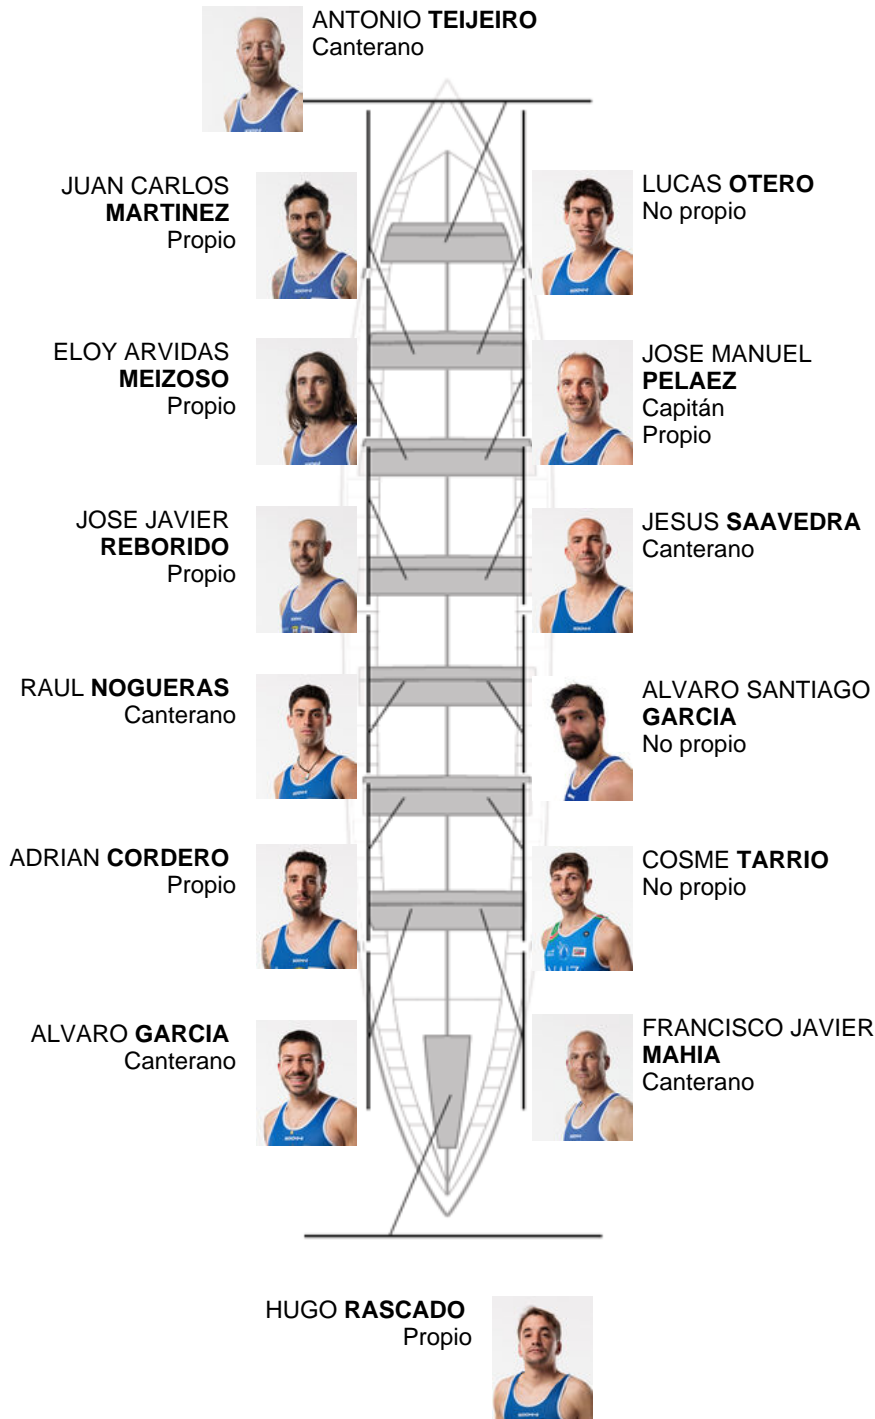 ANTONIO TEIJEIRO
Canterano
JUAN CARLOS
MARTINEZ
Propio
LUCAS OTERO
No propio
ELOY ARVIDAS
MEIZOSO
Propio
JOSE MANUEL
PELAEZ
Capitán
Propio
JOSE JAVIER
REBORIDO
Propio
JESUS SAAVEDRA
Canterano
RAUL NOGUERAS
Canterano
ALVARO SANTIAGO
GARCIA
No propio
ADRIAN CORDERO
Propio
COSME TARRIO
No propio
ALVARO GARCIA
Canterano
FRANCISCO JAVIER
MAHIA
Canterano
HUGO RASCADO
Propio